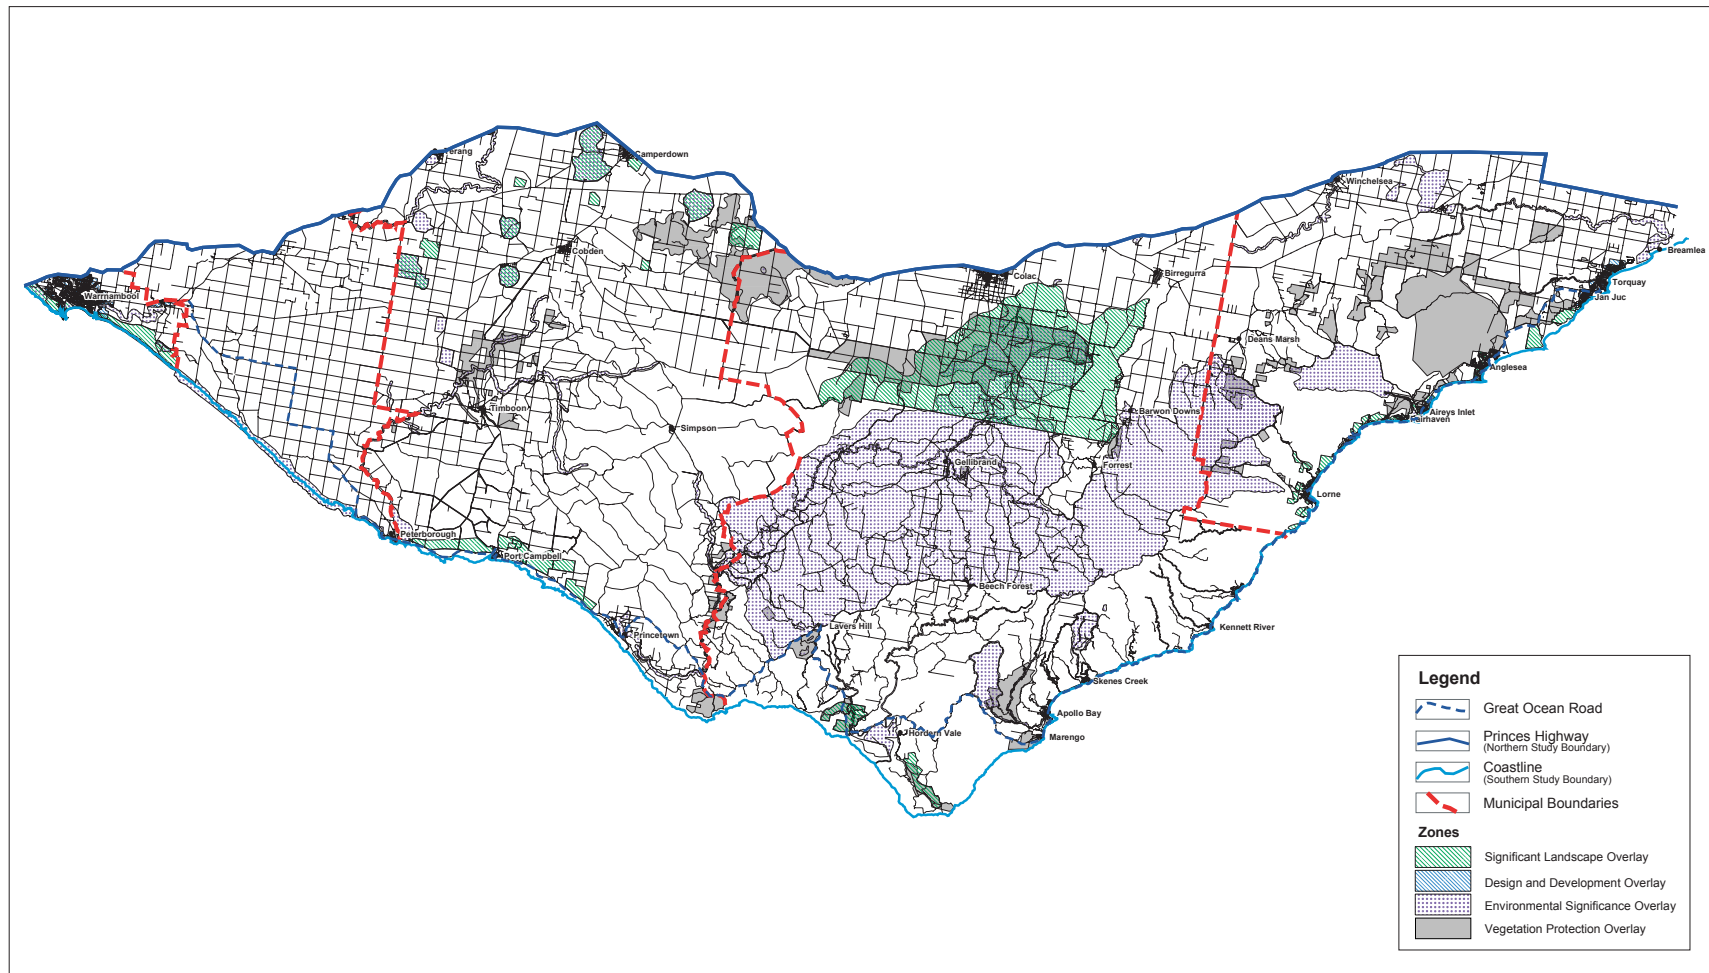 Terang
Camperdown
Winchelsea
Cobden
Breamlea
Colac
Birregurra
Torquay
Warrnambool
Jan Juc
Deans Marsh
Anglesea
Timboon
Barwon Downs
Aireys Inlet
Fairhaven
Simpson
Gellibrand
Forrest
Lorne
Peterborough
Port Campbell
Beech Forest
Lavers Hill
Kennett River
Princetown
Skenes Creek
Apollo Bay
Hordern Vale
Marengo
Legend
Great Ocean Road
Princes Highway
(Northern Study Boundary)
Coastline
(Southern Study Boundary)
Municipal Boundaries
Zones
Significant Landscape Overlay
Design and Development Overlay
Environmental Significance Overlay
Vegetation Protection Overlay